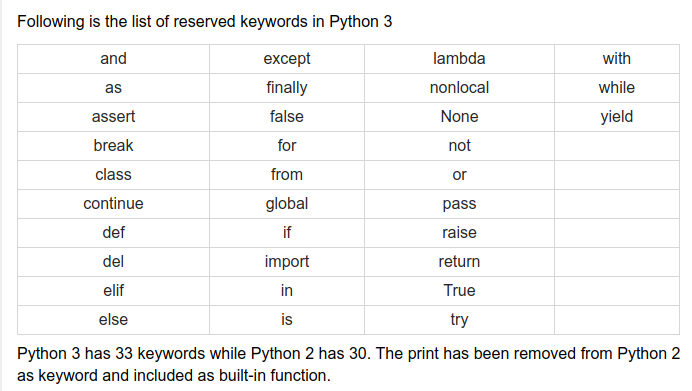 Following is the list of reserved keywords in Python 3
and except lambda with
as finally nonlocal while
assert false None yield
break for not
class from or
continue global pass
def if raise
del import return
elif in True
else is try
Python 3 has 33 keywords while Python 2 has 30. The print has been removed from Python 2
as keyword and included as built-in function.